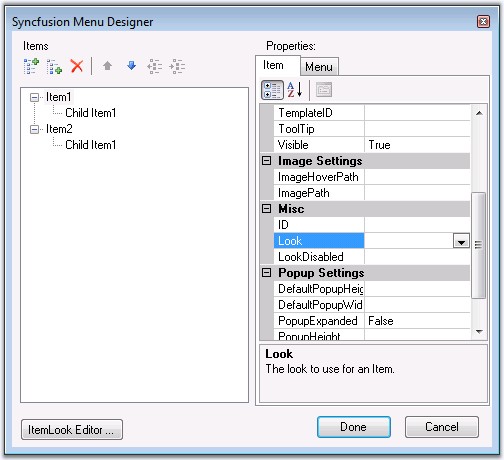 Syncfusion Menu Designer
Items
Properties:
Item Menu
Item1
Child Item1
Item2
Child Item1
TemplateID
ToolTip
Visible True
Image Settings
ImageHoverPath
ImagePath
Misc
ID
Look
LookDisabled
Popup Settings
DefaultPopupHeig
DefaultPopupWid
PopupExpanded False
PopupHeight
Look
The look to use for an Item.
ItemLook Editor ...
Done
Cancel